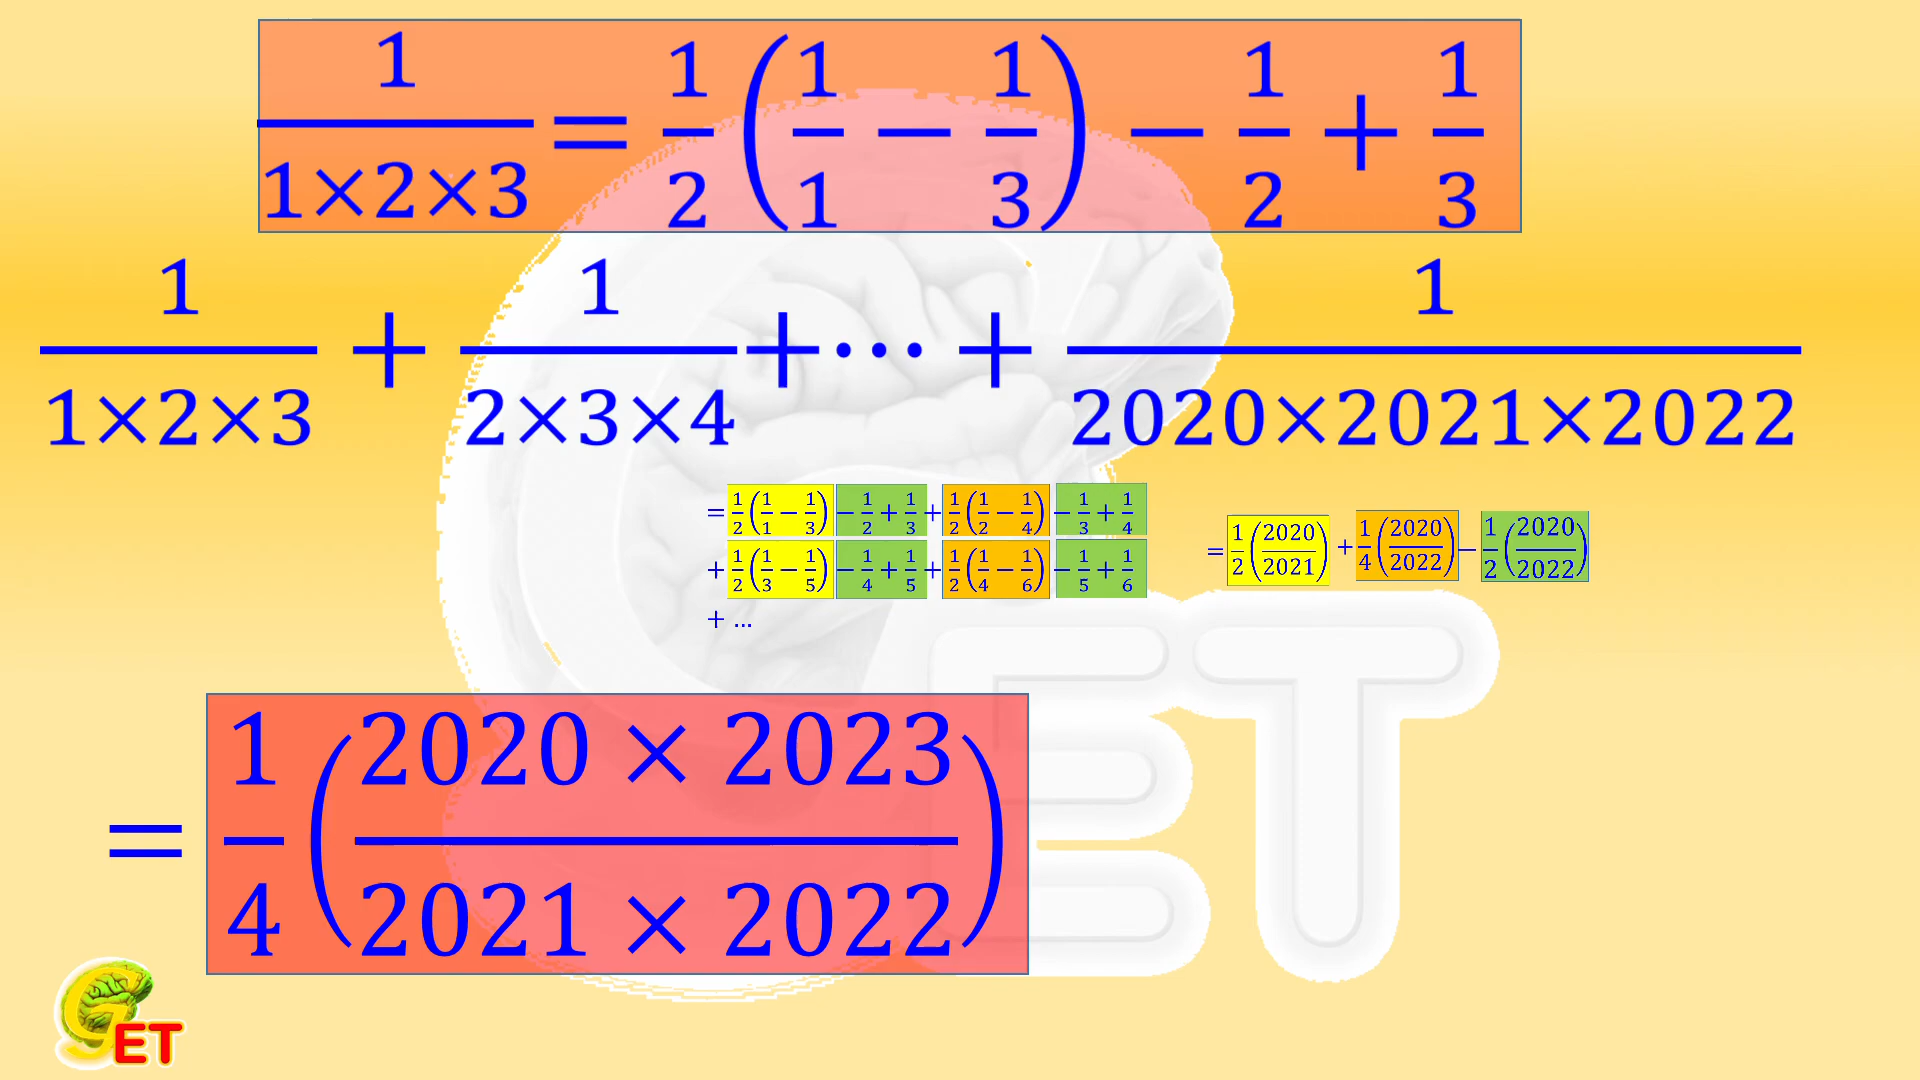 1/(1×2×3) = 1/2 (1/1 − 1/3) − 1/2 + 1/3
1/(1×2×3) + 1/(2×3×4) +⋯ + 1/(2020×2021×2022)
= 1/2 (1/1 − 1/3) − 1/2 + 1/3 + 1/2 (1/2 − 1/4) − 1/3 + 1/4
+ 1/2 (1/3 − 1/5) − 1/4 + 1/5 + 1/2 (1/4 − 1/6) − 1/5 + 1/6
+ ...
= 1/2 (2020/2021) + 1/4 (2020/2022) − 1/2 (2020/2022)
= 1/4 ((2020 × 2023)/(2021 × 2022))
GET
GET